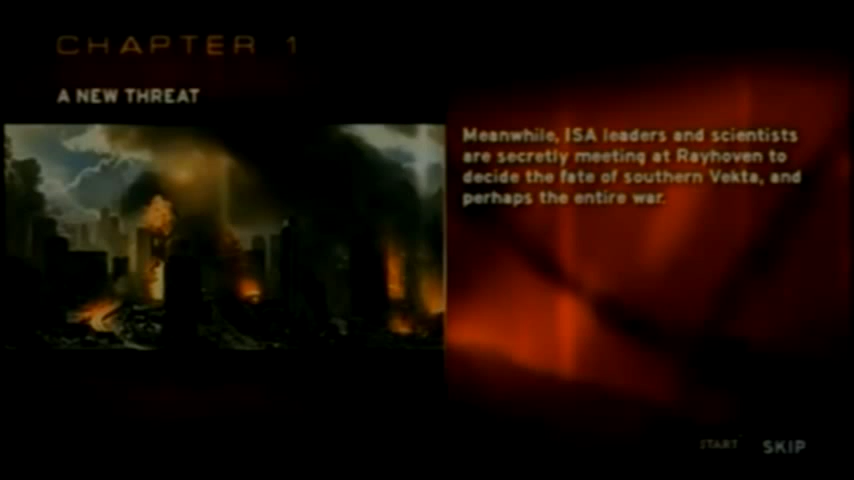 CHAPTER 1
A NEW THREAT
Meanwhile, ISA leaders and scientists
are secretly meeting at Rayhoven to
decide the fate of southern Vekta, and
perhaps the entire war.
START SKIP